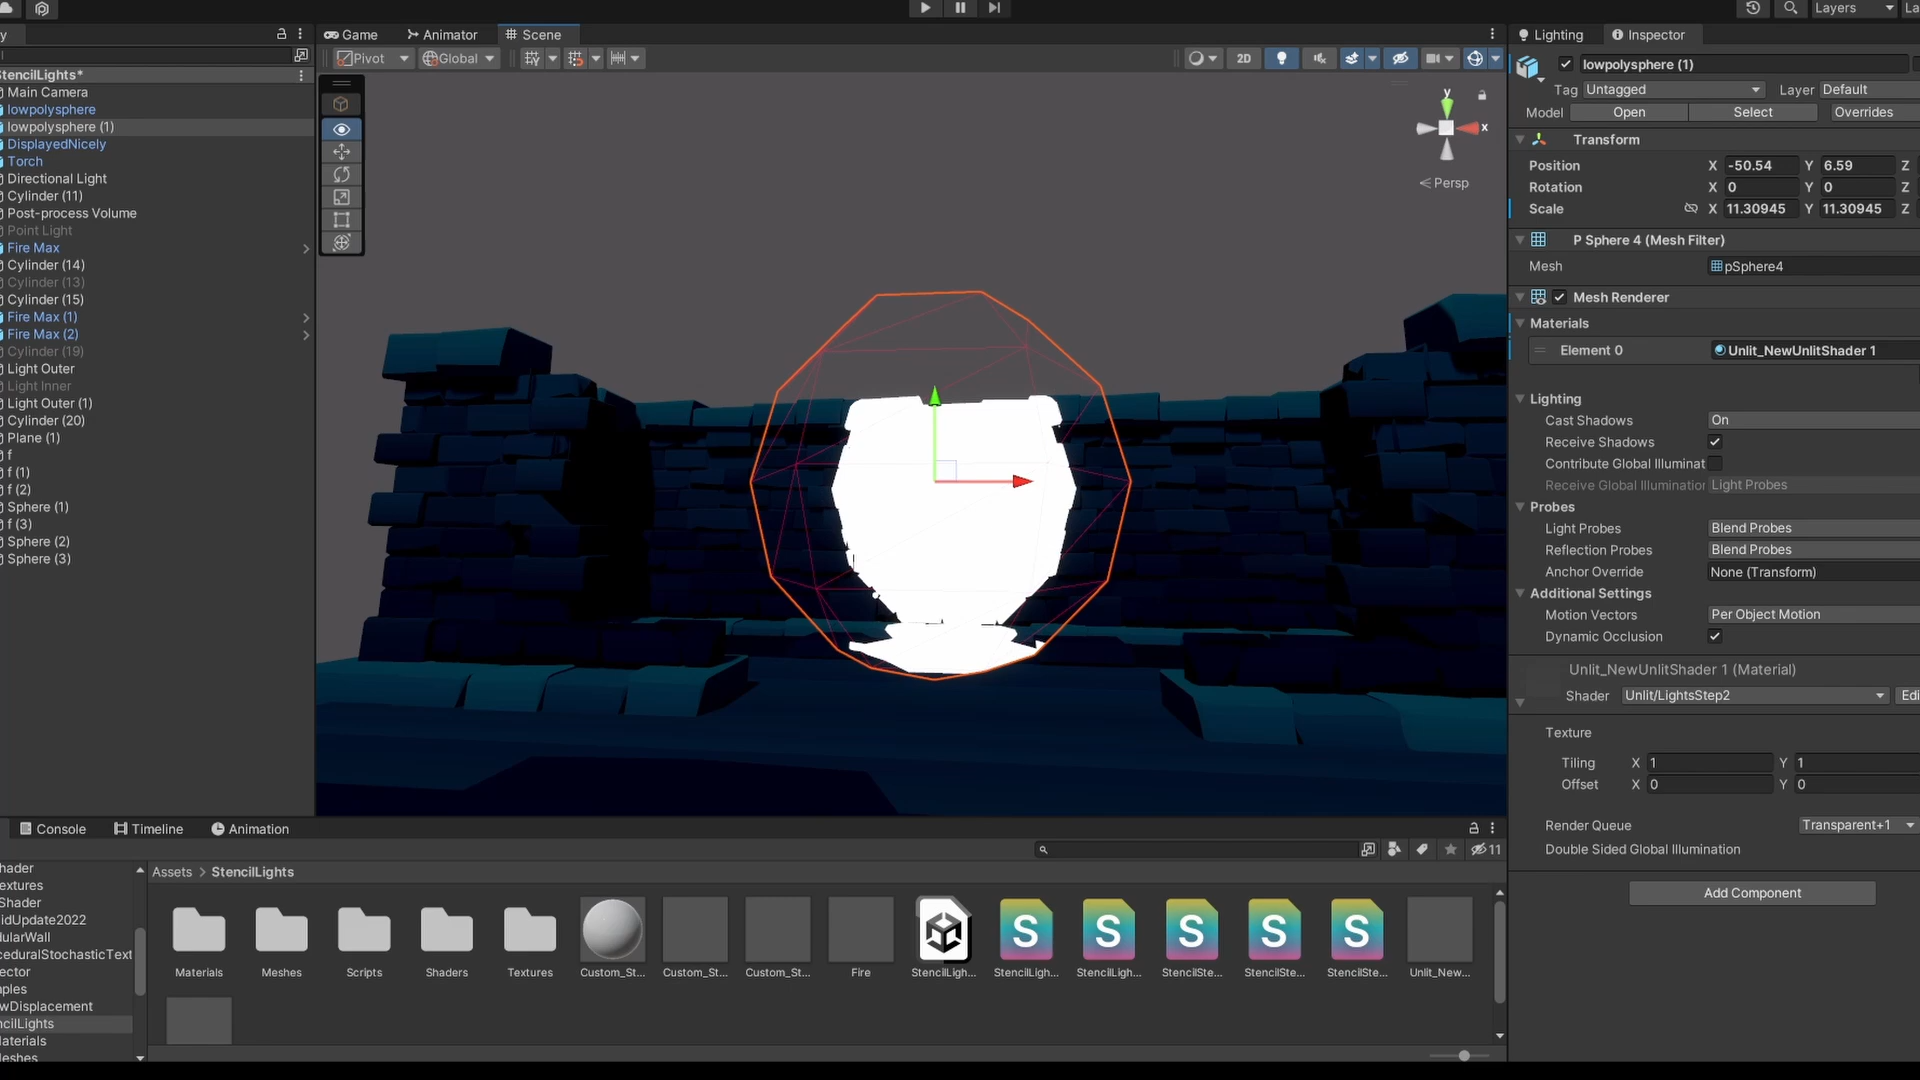 Layers
La
y
Game
Animator
Scene
Lighting
Inspector
Pivot
Global
2D
StencilLights*
Main Camera
lowpolysphere
lowpolysphere (1)
DisplayedNicely
Torch
Directional Light
Cylinder (11)
Post-process Volume
Point Light
Fire Max
Cylinder (14)
Cylinder (13)
Cylinder (15)
Fire Max (1)
Fire Max (2)
Cylinder (19)
Light Outer
Light Inner
Light Outer (1)
Cylinder (20)
Plane (1)
f
f (1)
f (2)
Sphere (1)
f (3)
Sphere (2)
Sphere (3)
y
x
Persp
lowpolysphere (1)
Tag Untagged Layer Default
Model Open Select Overrides
Transform
Position X -50.54 Y 6.59 Z
Rotation X 0 Y 0 Z
Scale X 11.30945 Y 11.30945 Z
P Sphere 4 (Mesh Filter)
Mesh pSphere4
Mesh Renderer
Materials
Element 0 Unlit_NewUnlitShader 1
Lighting
Cast Shadows On
Receive Shadows
Contribute Global Illuminat
Receive Global Illumination Light Probes
Probes
Light Probes Blend Probes
Reflection Probes Blend Probes
Anchor Override None (Transform)
Additional Settings
Motion Vectors Per Object Motion
Dynamic Occlusion
Unlit_NewUnlitShader 1 (Material)
Shader Unlit/LightsStep2 Edi
Texture
Tiling X 1 Y 1
Offset X 0 Y 0
Render Queue Transparent+1
Double Sided Global Illumination
Add Component
Console
Timeline
Animation
11
hader
extures
Shader
idUpdate2022
dularWall
ceduralStochasticText
ector
ples
wDisplacement
ncilLights
aterials
eshes
Assets > StencilLights
Materials
Meshes
Scripts
Shaders
Textures
Custom_St...
Custom_St...
Custom_St...
Fire
StencilLigh...
StencilLigh...
StencilLigh...
StencilSte...
StencilSte...
StencilSte...
Unlit_New...